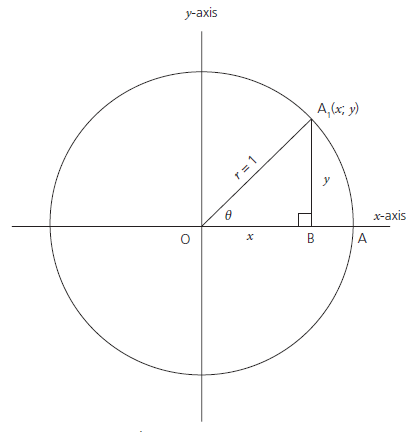 y-axis
A₁(x; y)
r = 1
y
θ
x-axis
O
x
B
A